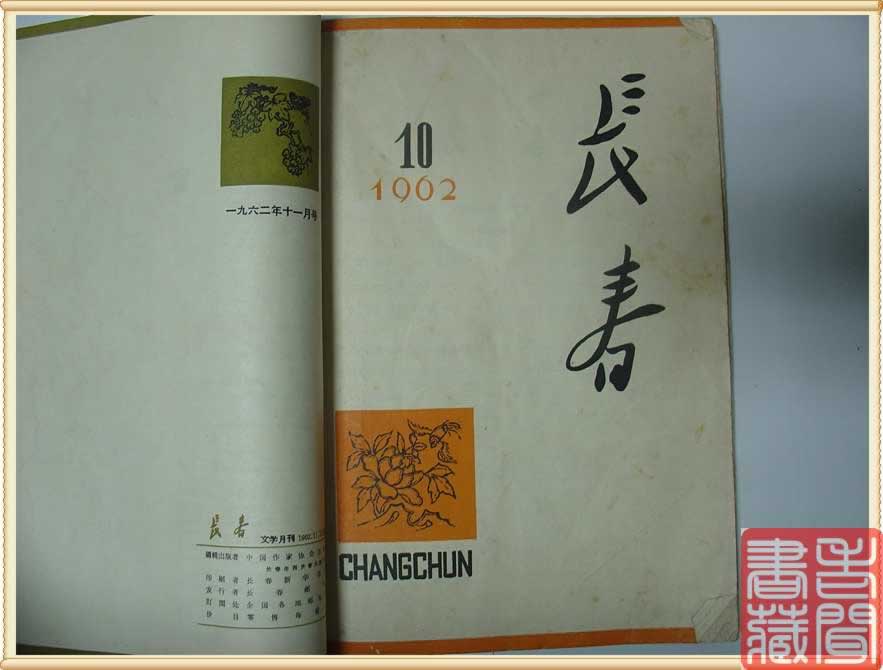 一九六二年十一月号
長春
文学月刊 1962.
編輯出版者 中国作家协会
印刷者 長春新华
发行者 長春
訂閱处 全国各地邮
10
1962
長春
CHANGCHUN